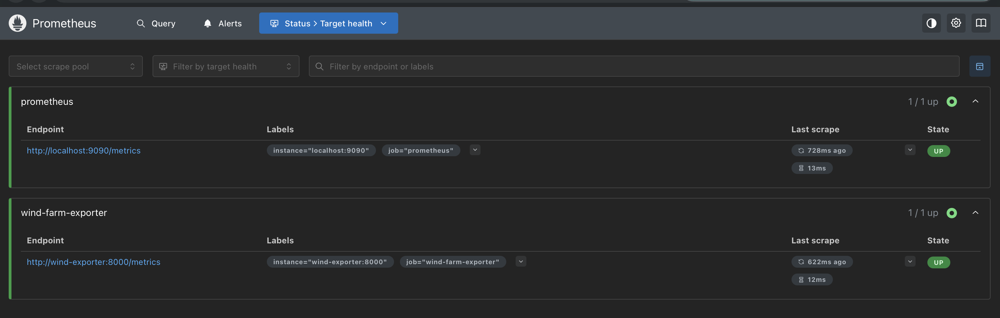 Prometheus Query Alerts Status > Target health
Select scrape pool Filter by target health Filter by endpoint or labels
prometheus 1 / 1 up
Endpoint Labels Last scrape State
http://localhost:9090/metrics instance="localhost:9090" job="prometheus" 728ms ago UP
13ms
wind-farm-exporter 1 / 1 up
Endpoint Labels Last scrape State
http://wind-exporter:8000/metrics instance="wind-exporter:8000" job="wind-farm-exporter" 622ms ago UP
12ms